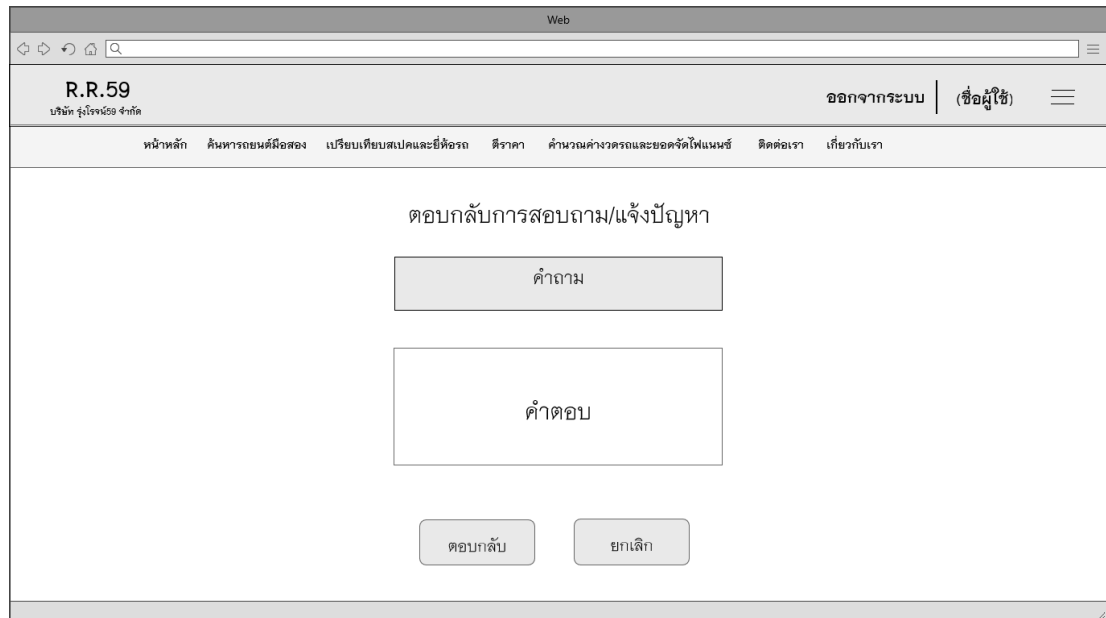 Web
R.R.59
บริษัท รุ่งโรจน์59 จำกัด
ออกจากระบบ (ชื่อผู้ใช้)
หน้าหลัก ค้นหารถยนต์มือสอง เปรียบเทียบสเปคและยี่ห้อรถ ตีราคา คำนวณค่างวดรถและยอดจัดไฟแนนซ์ ติดต่อเรา เกี่ยวกับเรา
ตอบกลับการสอบถาม/แจ้งปัญหา
คำถาม
คำตอบ
ตอบกลับ ยกเลิก